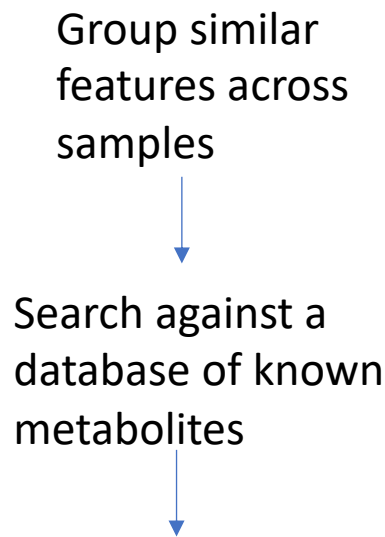 Group similar
features across
samples
Search against a
database of known
metabolites